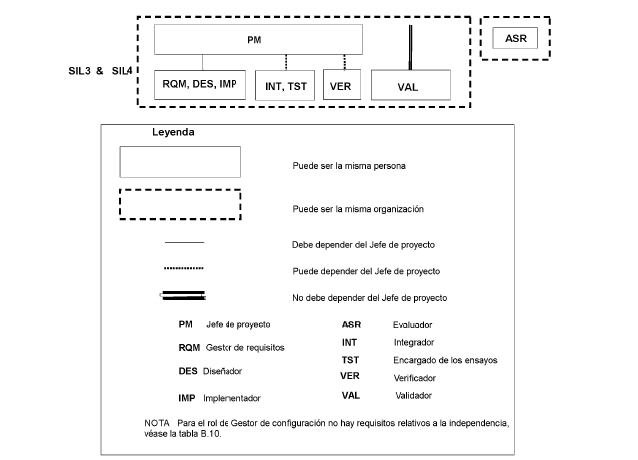 PM
ASR
SIL3 & SIL4
RQM, DES, IMP
INT, TST
VER
VAL
Leyenda
Puede ser la misma persona
Puede ser la misma organización
Debe depender del Jefe de proyecto
Puede depender del Jefe de proyecto
No debe depender del Jefe de proyecto
PM Jefe de proyecto
RQM Gestor de requisitos
DES Diseñador
IMP Implementador
ASR Evaluador
INT Integrador
TST Encargado de los ensayos
VER Verificador
VAL Validador
NOTA Para el rol de Gestor de configuración no hay requisitos relativos a la independencia,
véase la tabla B.10.